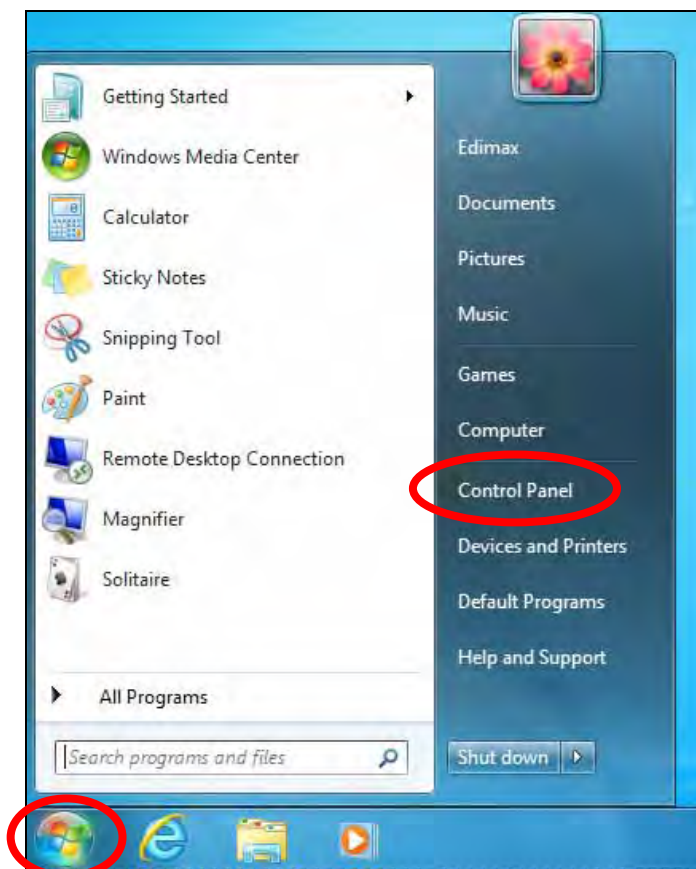 Getting Started
Windows Media Center
Calculator
Sticky Notes
Snipping Tool
Paint
Remote Desktop Connection
Magnifier
Solitaire
All Programs
Search programs and files
Edimax
Documents
Pictures
Music
Games
Computer
Control Panel
Devices and Printers
Default Programs
Help and Support
Shut down